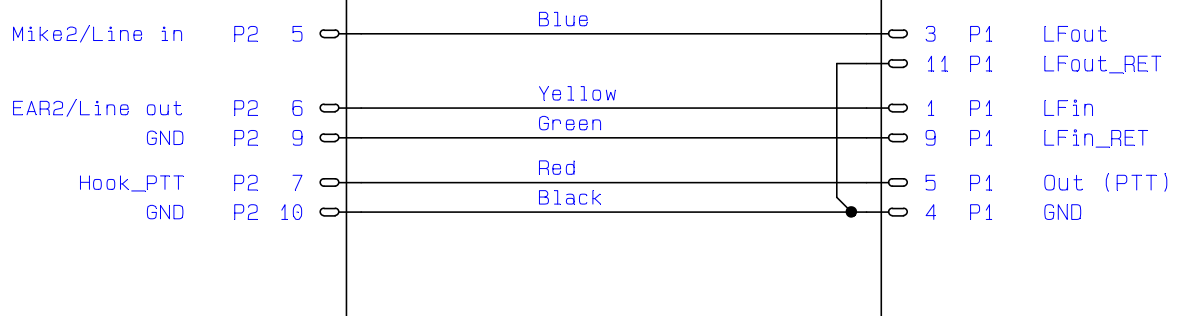 Blue
Mike2/Line in P2 5 3 P1 LFout
11 P1 LFout_RET
Yellow
EAR2/Line out P2 6 1 P1 LFin
Green
GND P2 9 9 P1 LFin_RET
Red
Hook_PTT P2 7 5 P1 Out (PTT)
Black
GND P2 10 4 P1 GND